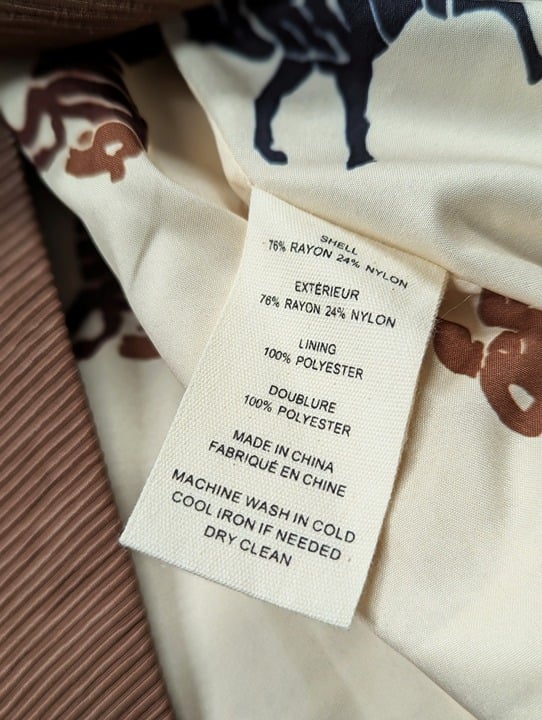 SHELL
76% RAYON 24% NYLON
EXTÉRIEUR
76% RAYON 24% NYLON
LINING
100% POLYESTER
DOUBLURE
100% POLYESTER
MADE IN CHINA
FABRIQUÉ EN CHINE
MACHINE WASH IN COLD
COOL IRON IF NEEDED
DRY CLEAN